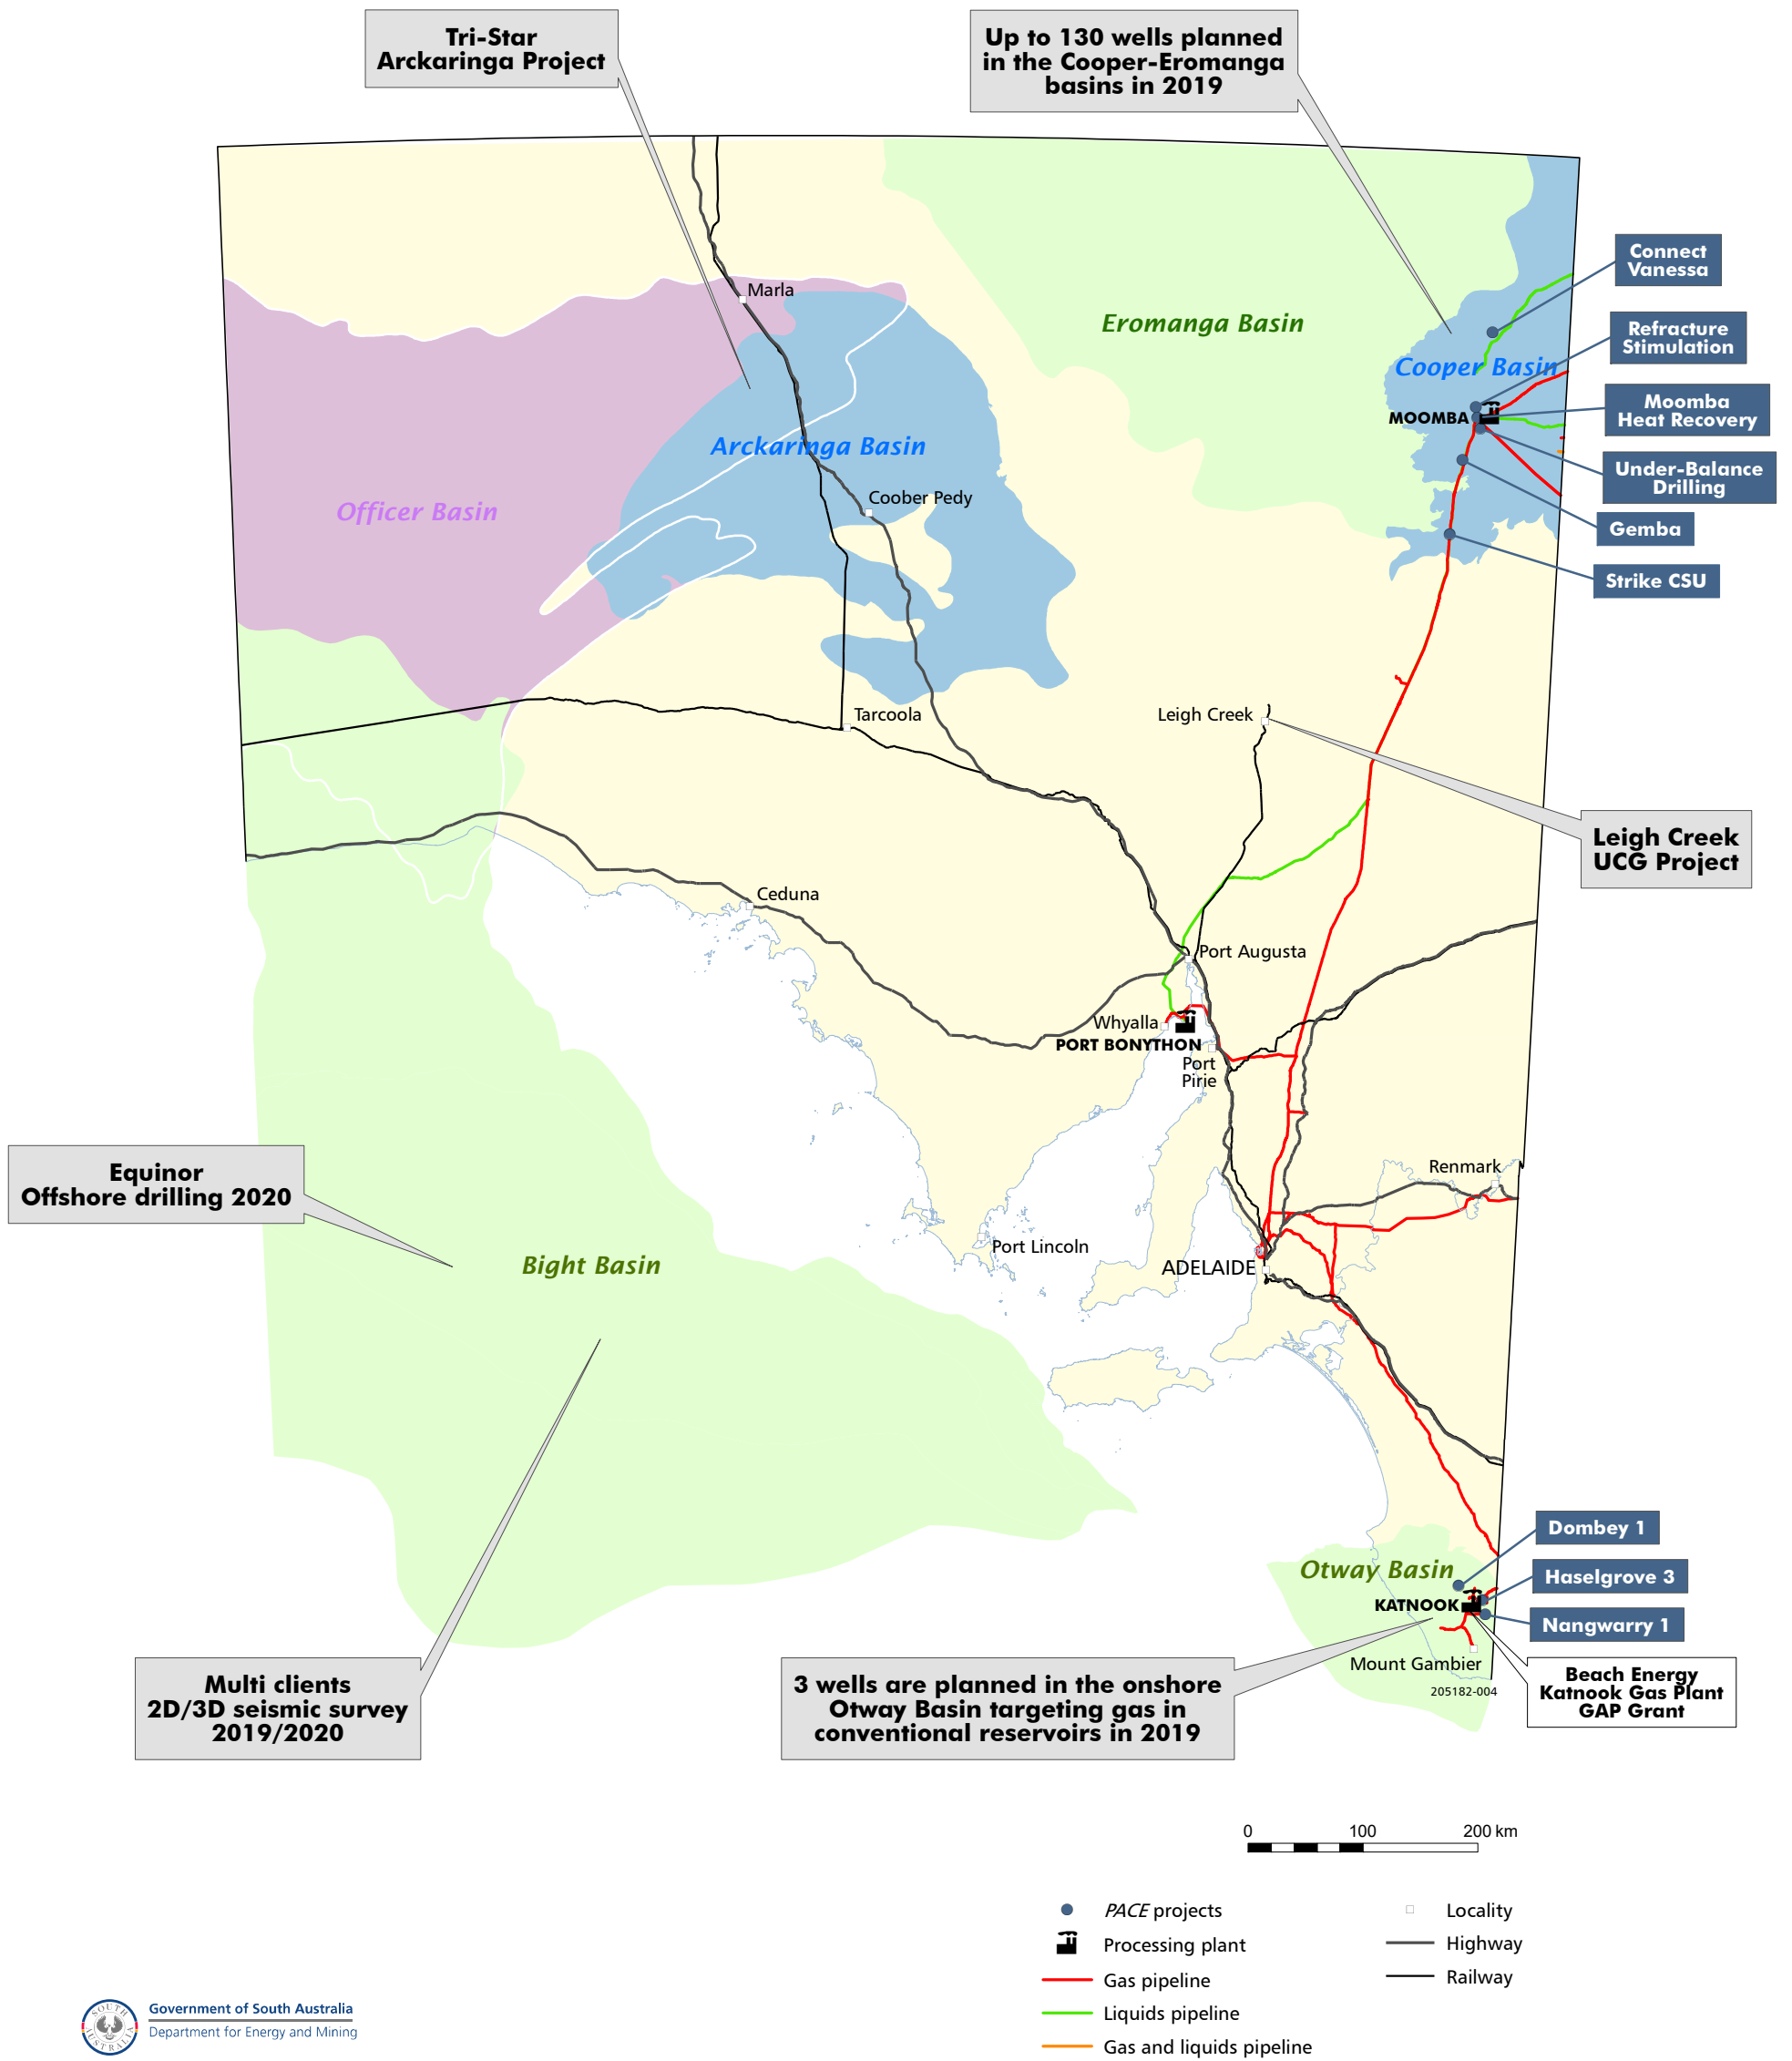 Tri-Star
Arckaringa Project
Up to 130 wells planned
in the Cooper-Eromanga
basins in 2019
Connect
Vanessa
Marla
Eromanga Basin
Refracture
Stimulation
Cooper Basin
Moomba
Heat Recovery
MOOMBA
Arckaringa Basin
Under-Balance
Drilling
Coober Pedy
Officer Basin
Gemba
Strike CSU
Tarcoola
Leigh Creek
Leigh Creek
UCG Project
Ceduna
Port Augusta
Whyalla
PORT BONYTHON
Port
Pirie
Renmark
Equinor
Offshore drilling 2020
Port Lincoln
Bight Basin
ADELAIDE
Dombey 1
Otway Basin
Haselgrove 3
KATNOOK
Nangwarry 1
Mount Gambier
205182-004
Beach Energy
Katnook Gas Plant
GAP Grant
Multi clients
2D/3D seismic survey
2019/2020
3 wells are planned in the onshore
Otway Basin targeting gas in
conventional reservoirs in 2019
0 100 200 km
PACE projects
Processing plant
Gas pipeline
Liquids pipeline
Gas and liquids pipeline
Locality
Highway
Railway
SOUTH
AUSTRALIA
Government of South Australia
Department for Energy and Mining